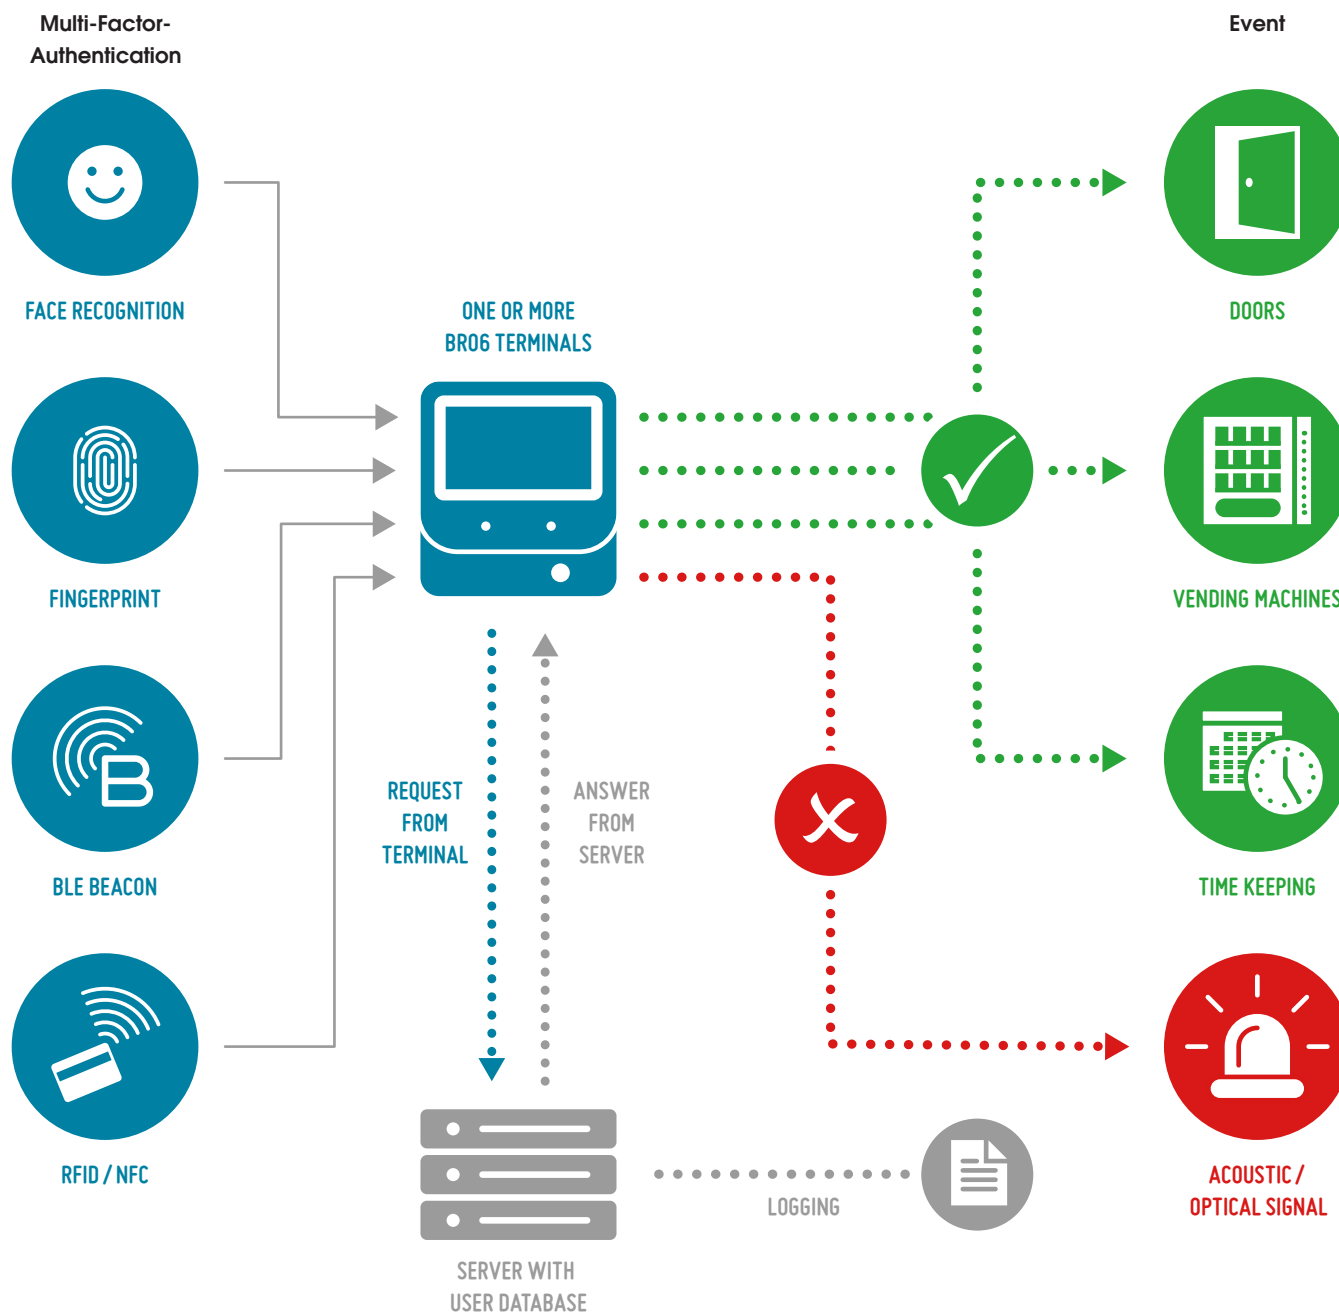 Multi-Factor-
Authentication
Event
FACE RECOGNITION
ONE OR MORE
BR06 TERMINALS
DOORS
FINGERPRINT
VENDING MACHINES
REQUEST
FROM
TERMINAL
ANSWER
FROM
SERVER
BLE BEACON
TIME KEEPING
RFID / NFC
LOGGING
ACOUSTIC /
OPTICAL SIGNAL
SERVER WITH
USER DATABASE